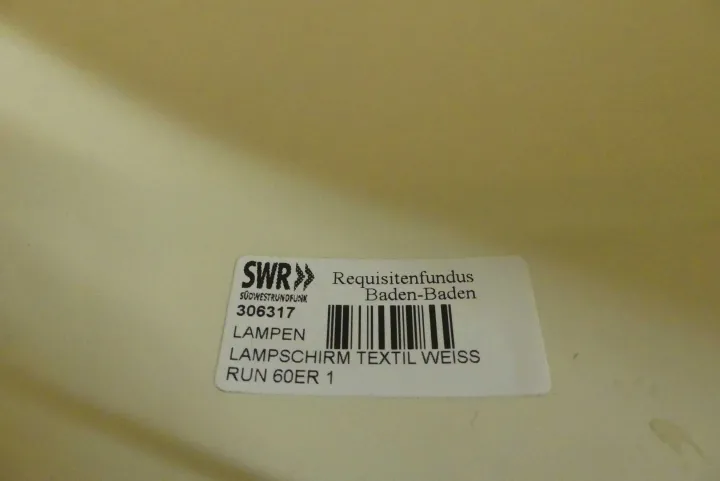 SWR Requisitenfundus
SÜDWESTRUNDFUNK Baden-Baden
306317
LAMPEN
LAMPSCHIRM TEXTIL WEISS
RUN 60ER 1